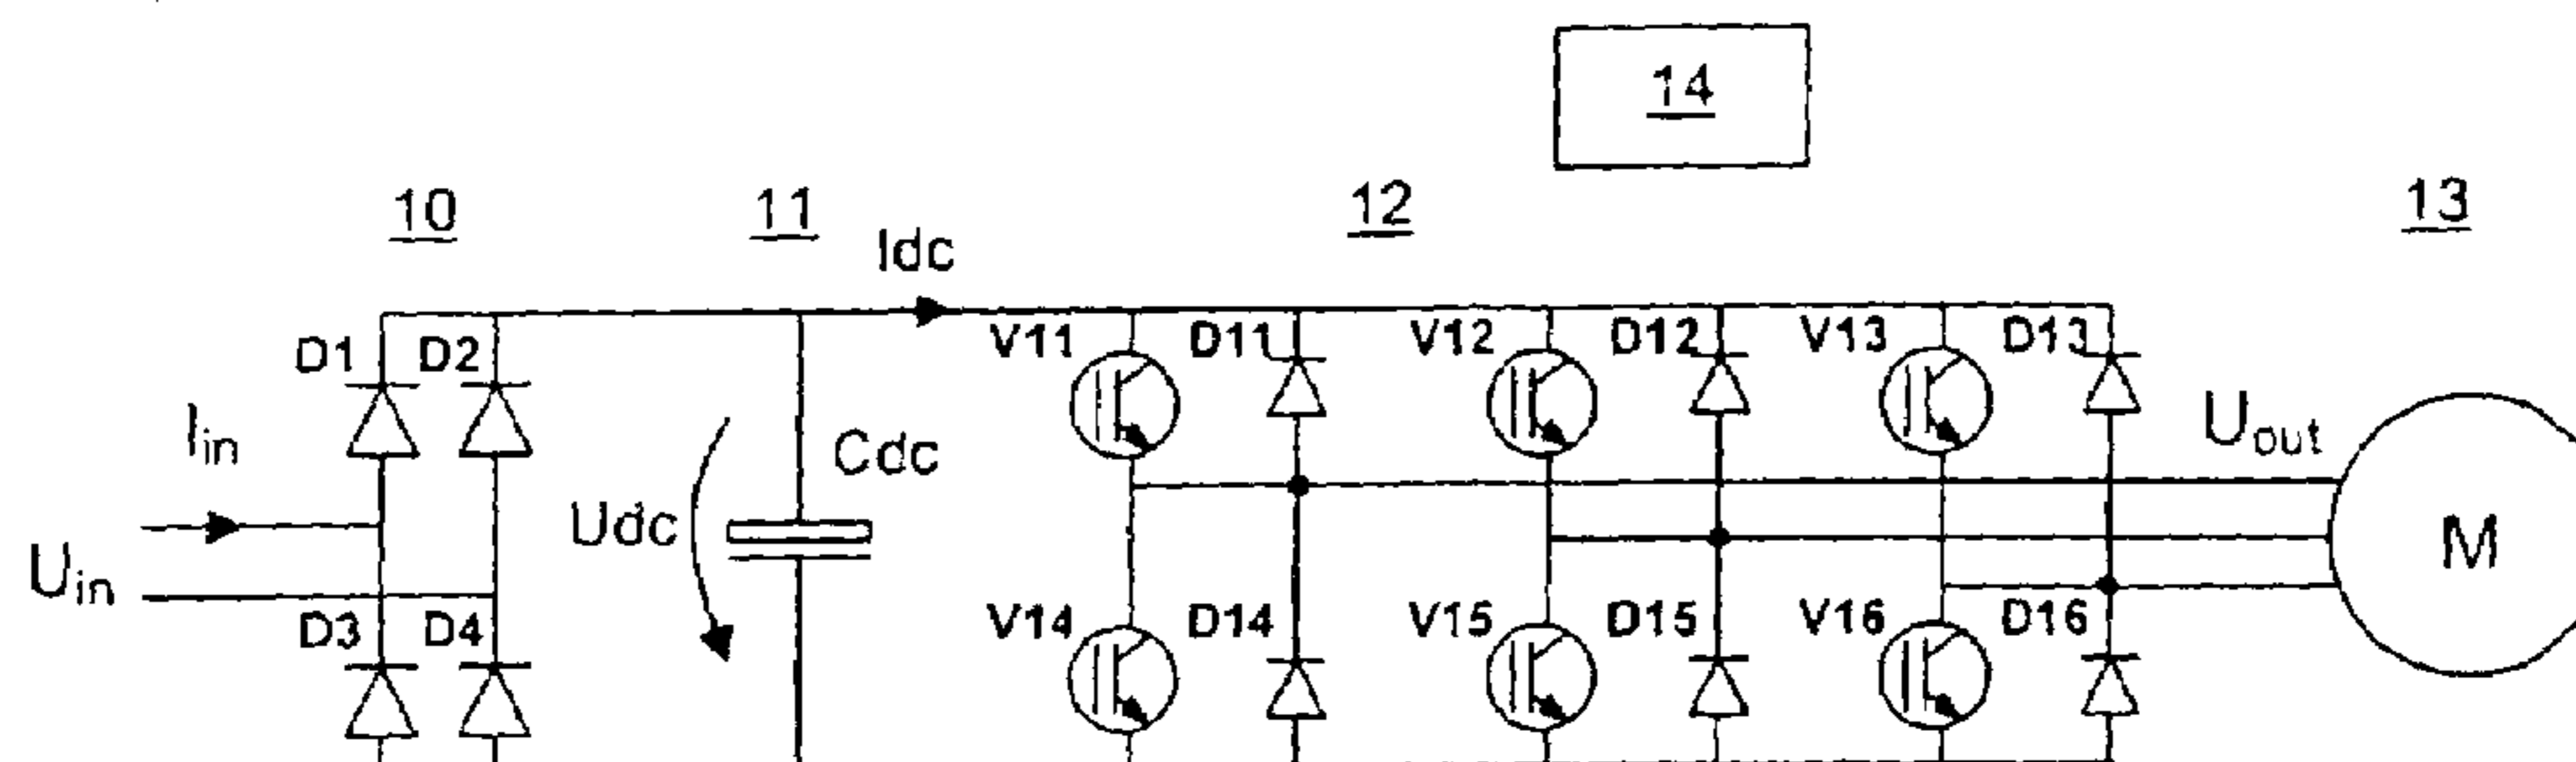 14
10 11 12 13
Idc
V11 D11 V12 D12 V13 D13
D1 D2
Iin Cdc Uout
Udc M
Uin
D3 D4 V14 D14 V15 D15 V16 D16